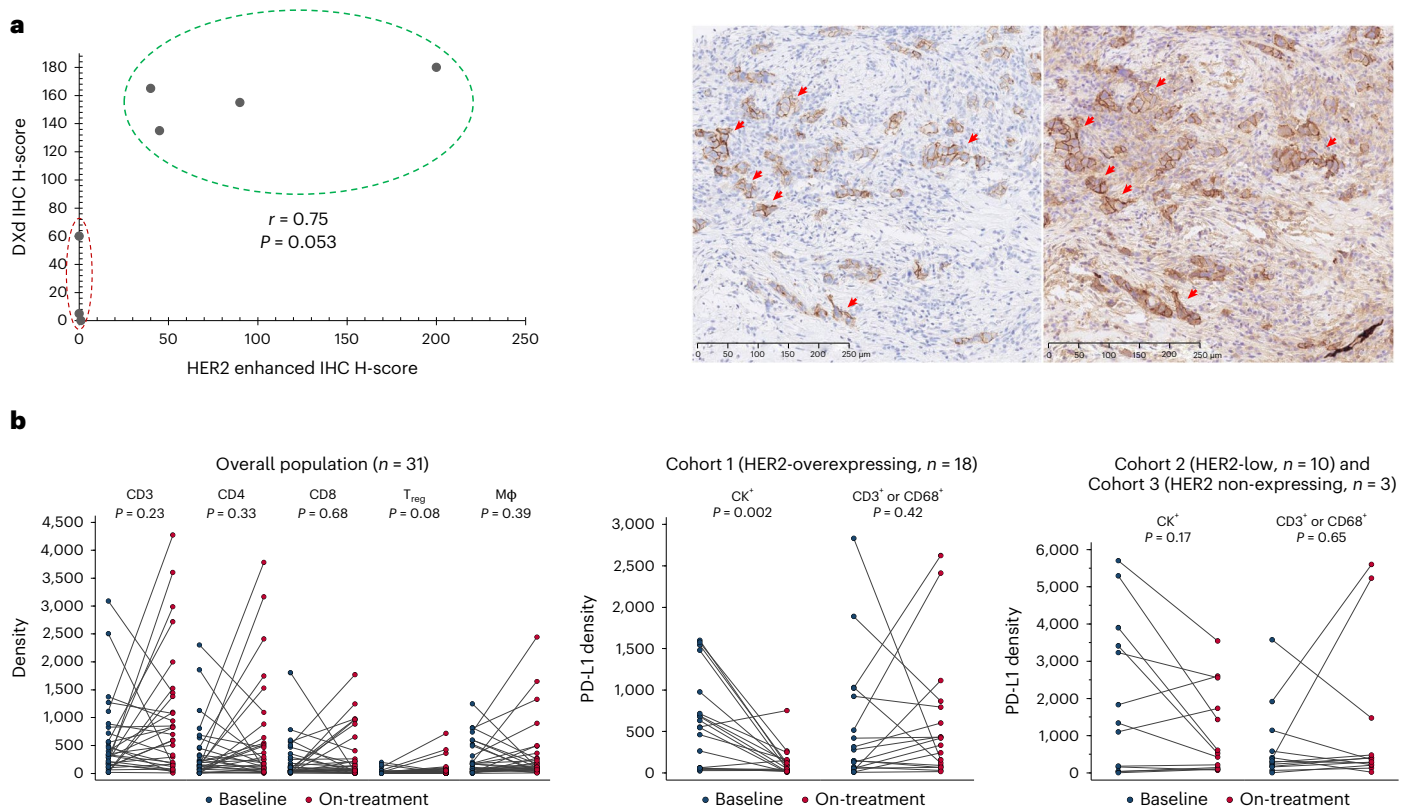 a
180
160
140
120
100
80
60
40
20
0
DXd IHC H-score
r = 0.75
P = 0.053
0 50 100 150 200 250
HER2 enhanced IHC H-score
0 50 100 150 200 250 µm
0 50 100 150 200 250 µm
b
Overall population (n = 31)
CD3 CD4 CD8 Treg Mϕ
P = 0.23 P = 0.33 P = 0.68 P = 0.08 P = 0.39
4,500
4,000
3,500
3,000
2,500
2,000
1,500
1,000
500
0
Density
Baseline On-treatment
Cohort 1 (HER2-overexpressing, n = 18)
CK+ CD3+ or CD68+
P = 0.002 P = 0.42
3,000
2,500
2,000
1,500
1,000
500
0
PD-L1 density
Baseline On-treatment
Cohort 2 (HER2-low, n = 10) and
Cohort 3 (HER2 non-expressing, n = 3)
CK+ CD3+ or CD68+
P = 0.17 P = 0.65
6,000
5,000
4,000
3,000
2,000
1,000
0
PD-L1 density
Baseline On-treatment